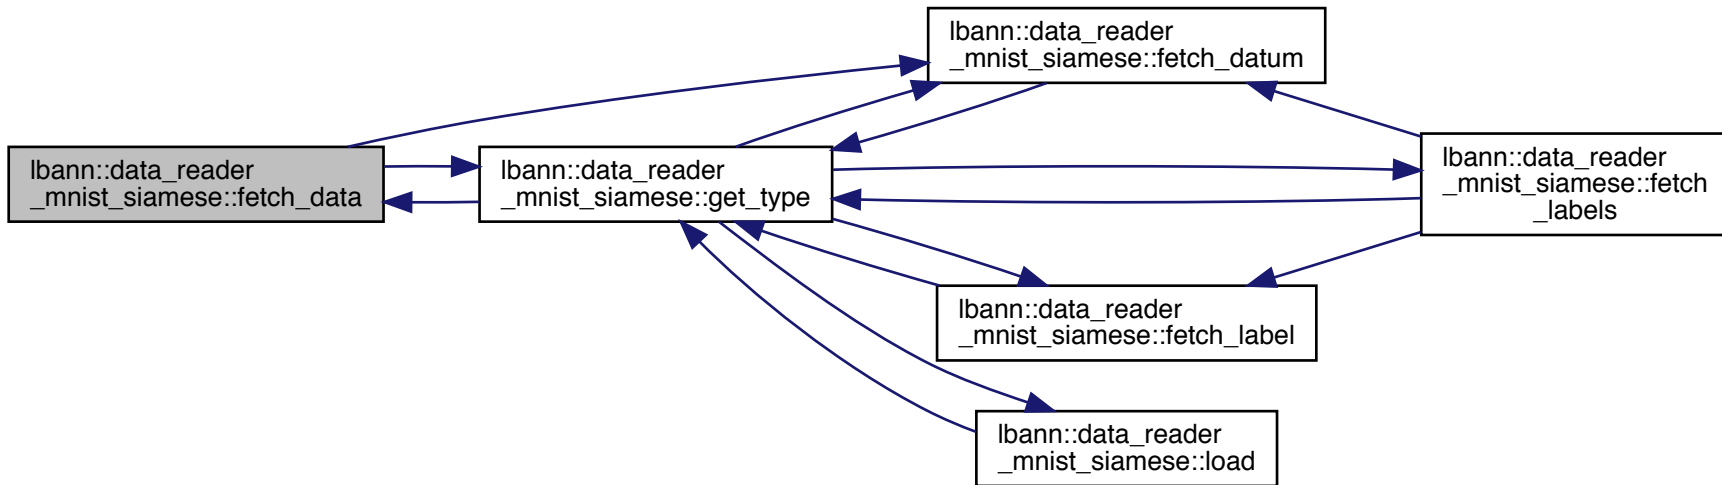 lbann::data_reader
_mnist_siamese::fetch_datum
lbann::data_reader
_mnist_siamese::fetch_data
lbann::data_reader
_mnist_siamese::get_type
lbann::data_reader
_mnist_siamese::fetch
_labels
lbann::data_reader
_mnist_siamese::fetch_label
lbann::data_reader
_mnist_siamese::load